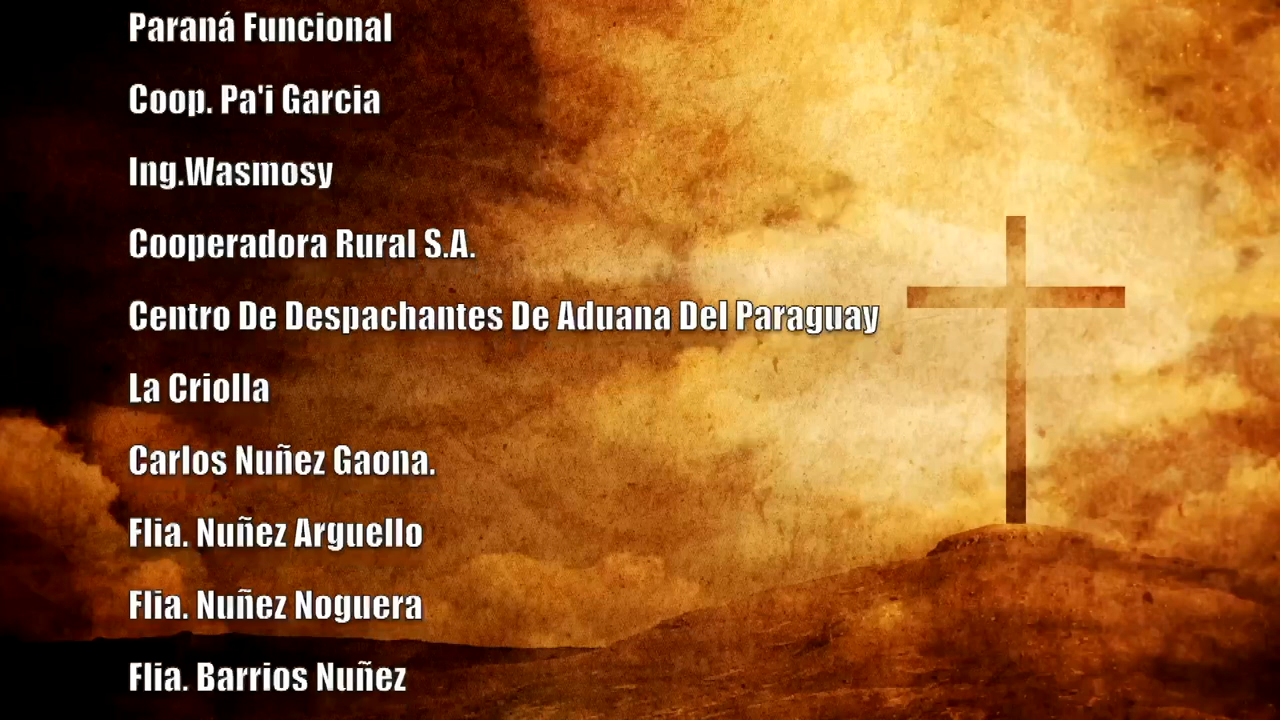 Paraná Funcional
Coop. Pa'i Garcia
Ing.Wasmosy
Cooperadora Rural S.A.
Centro De Despachantes De Aduana Del Paraguay
La Criolla
Carlos Nuñez Gaona.
Flia. Nuñez Arguello
Flia. Nuñez Noguera
Flia. Barrios Nuñez